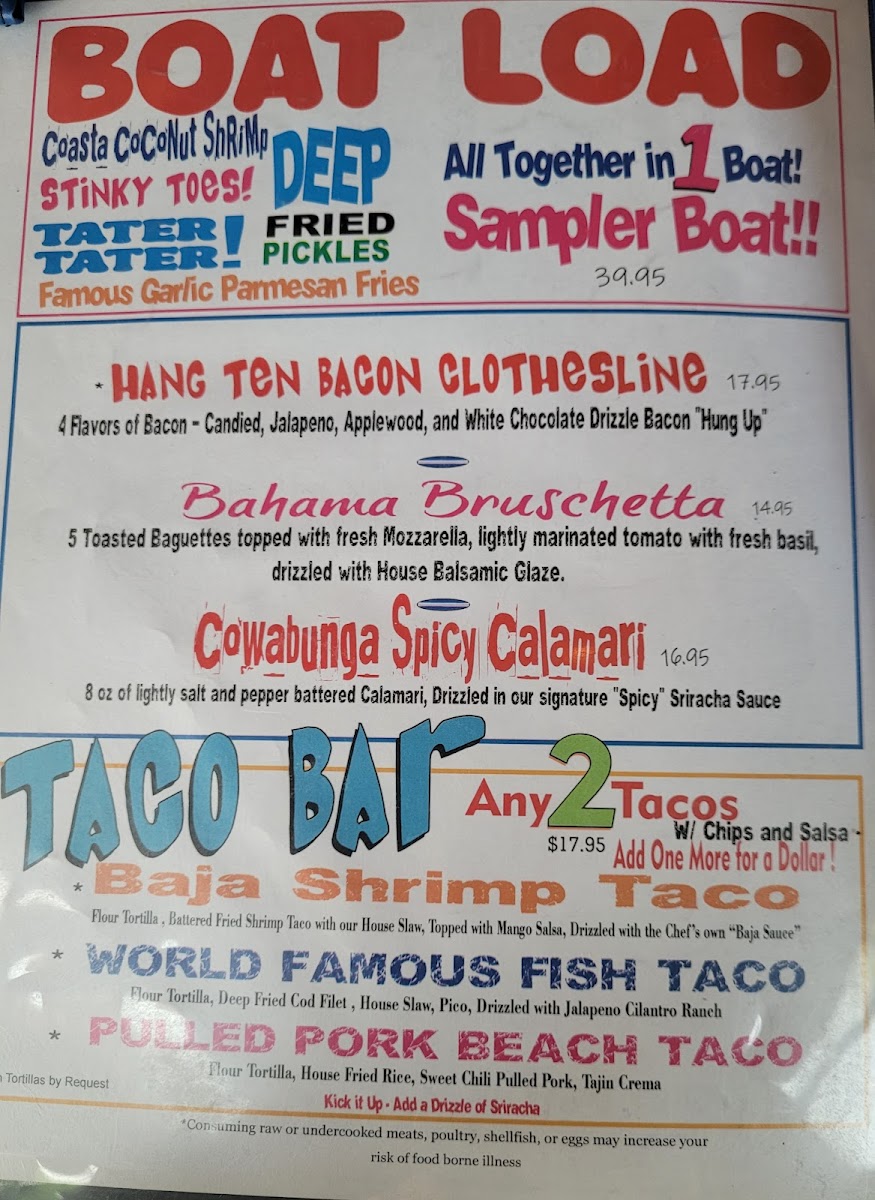 BOAT LOAD
Coasta CoCoNut ShRiMp
STiNKY TOES!
DEEP
FRIED
PICKLES
TATER
TATER!
Famous Garlic Parmesan Fries
All Together in 1 Boat!
Sampler Boat!!
39.95
* HANG TeN BACON CLOTHeSLiNe 17.95
4 Flavors of Bacon - Candied, Jalapeno, Applewood, and White Chocolate Drizzle Bacon "Hung Up"
Bahama Bruschetta 14.95
5 Toasted Baguettes topped with fresh Mozzarella, lightly marinated tomato with fresh basil,
drizzled with House Balsamic Glaze.
Cowabunga Spicy Calamari 16.95
8 oz of lightly salt and pepper battered Calamari, Drizzled in our signature "Spicy" Sriracha Sauce
TACO BAr
Any 2 Tacos
W/ Chips and Salsa -
$17.95
Add One More for a Dollar !
* Baja Shrimp Taco
Flour Tortilla , Battered Fried Shrimp Taco with our House Slaw, Topped with Mango Salsa, Drizzled with the Chef's own “Baja Sauce”
* WORLD FAMOUS FISH TACO
Flour Tortilla, Deep Fried Cod Filet , House Slaw, Pico, Drizzled with Jalapeno Cilantro Ranch
* PULLED PORK BEACH TACO
Flour Tortilla, House Fried Rice, Sweet Chili Pulled Pork, Tajin Crema
Tortillas by Request
Kick it Up - Add a Drizzle of Sriracha
*Consuming raw or undercooked meats, poultry, shellfish, or eggs may increase your
risk of food borne illness